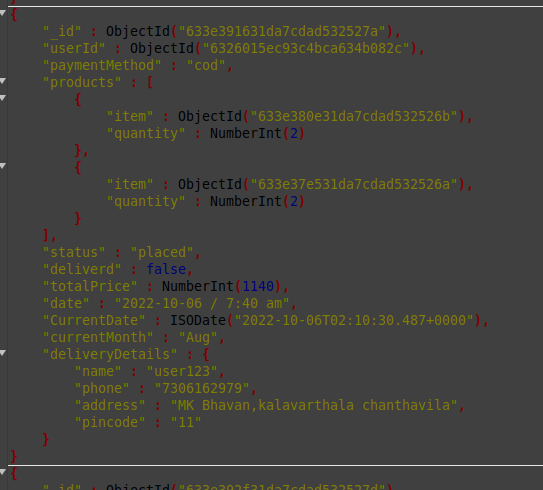 }
{
"_id" : ObjectId("633e391631da7cdad532527a"),
"userId" : ObjectId("6326015ec93c4bca634b082c"),
"paymentMethod" : "cod",
"products" : [
{
"item" : ObjectId("633e380e31da7cdad532526b"),
"quantity" : NumberInt(2)
},
{
"item" : ObjectId("633e37e531da7cdad532526a"),
"quantity" : NumberInt(2)
}
],
"status" : "placed",
"deliverd" : false,
"totalPrice" : NumberInt(1140),
"date" : "2022-10-06 / 7:40 am",
"CurrentDate" : ISODate("2022-10-06T02:10:30.487+0000"),
"currentMonth" : "Aug",
"deliveryDetails" : {
"name" : "user123",
"phone" : "7306162979",
"address" : "MK Bhavan,kalavarthala chanthavila",
"pincode" : "11"
}
}
{
"_id" : ObjectId("633e392f31da7cdad532527d"),